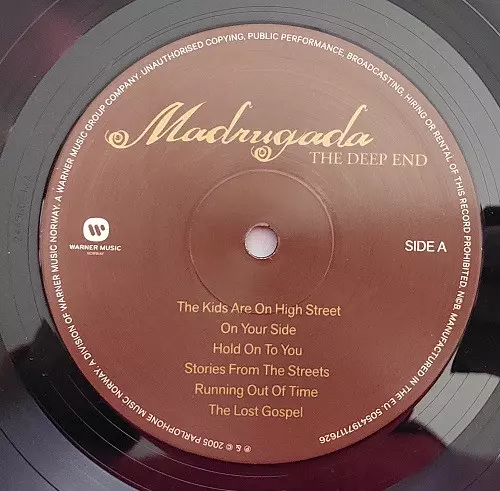 Madrugada
THE DEEP END
WARNER MUSIC
SIDE A
The Kids Are On High Street
On Your Side
Hold On To You
Stories From The Streets
Running Out Of Time
The Lost Gospel
℗ & © 2005 PARLOPHONE MUSIC NORWAY, A DIVISION OF WARNER MUSIC NORWAY. A WARNER MUSIC GROUP COMPANY. UNAUTHORISED COPYING, PUBLIC PERFORMANCE, BROADCASTING, HIRING OR RENTAL OF THIS RECORD PROHIBITED. NCB. MANUFACTURED IN THE E.U. 5054197117626